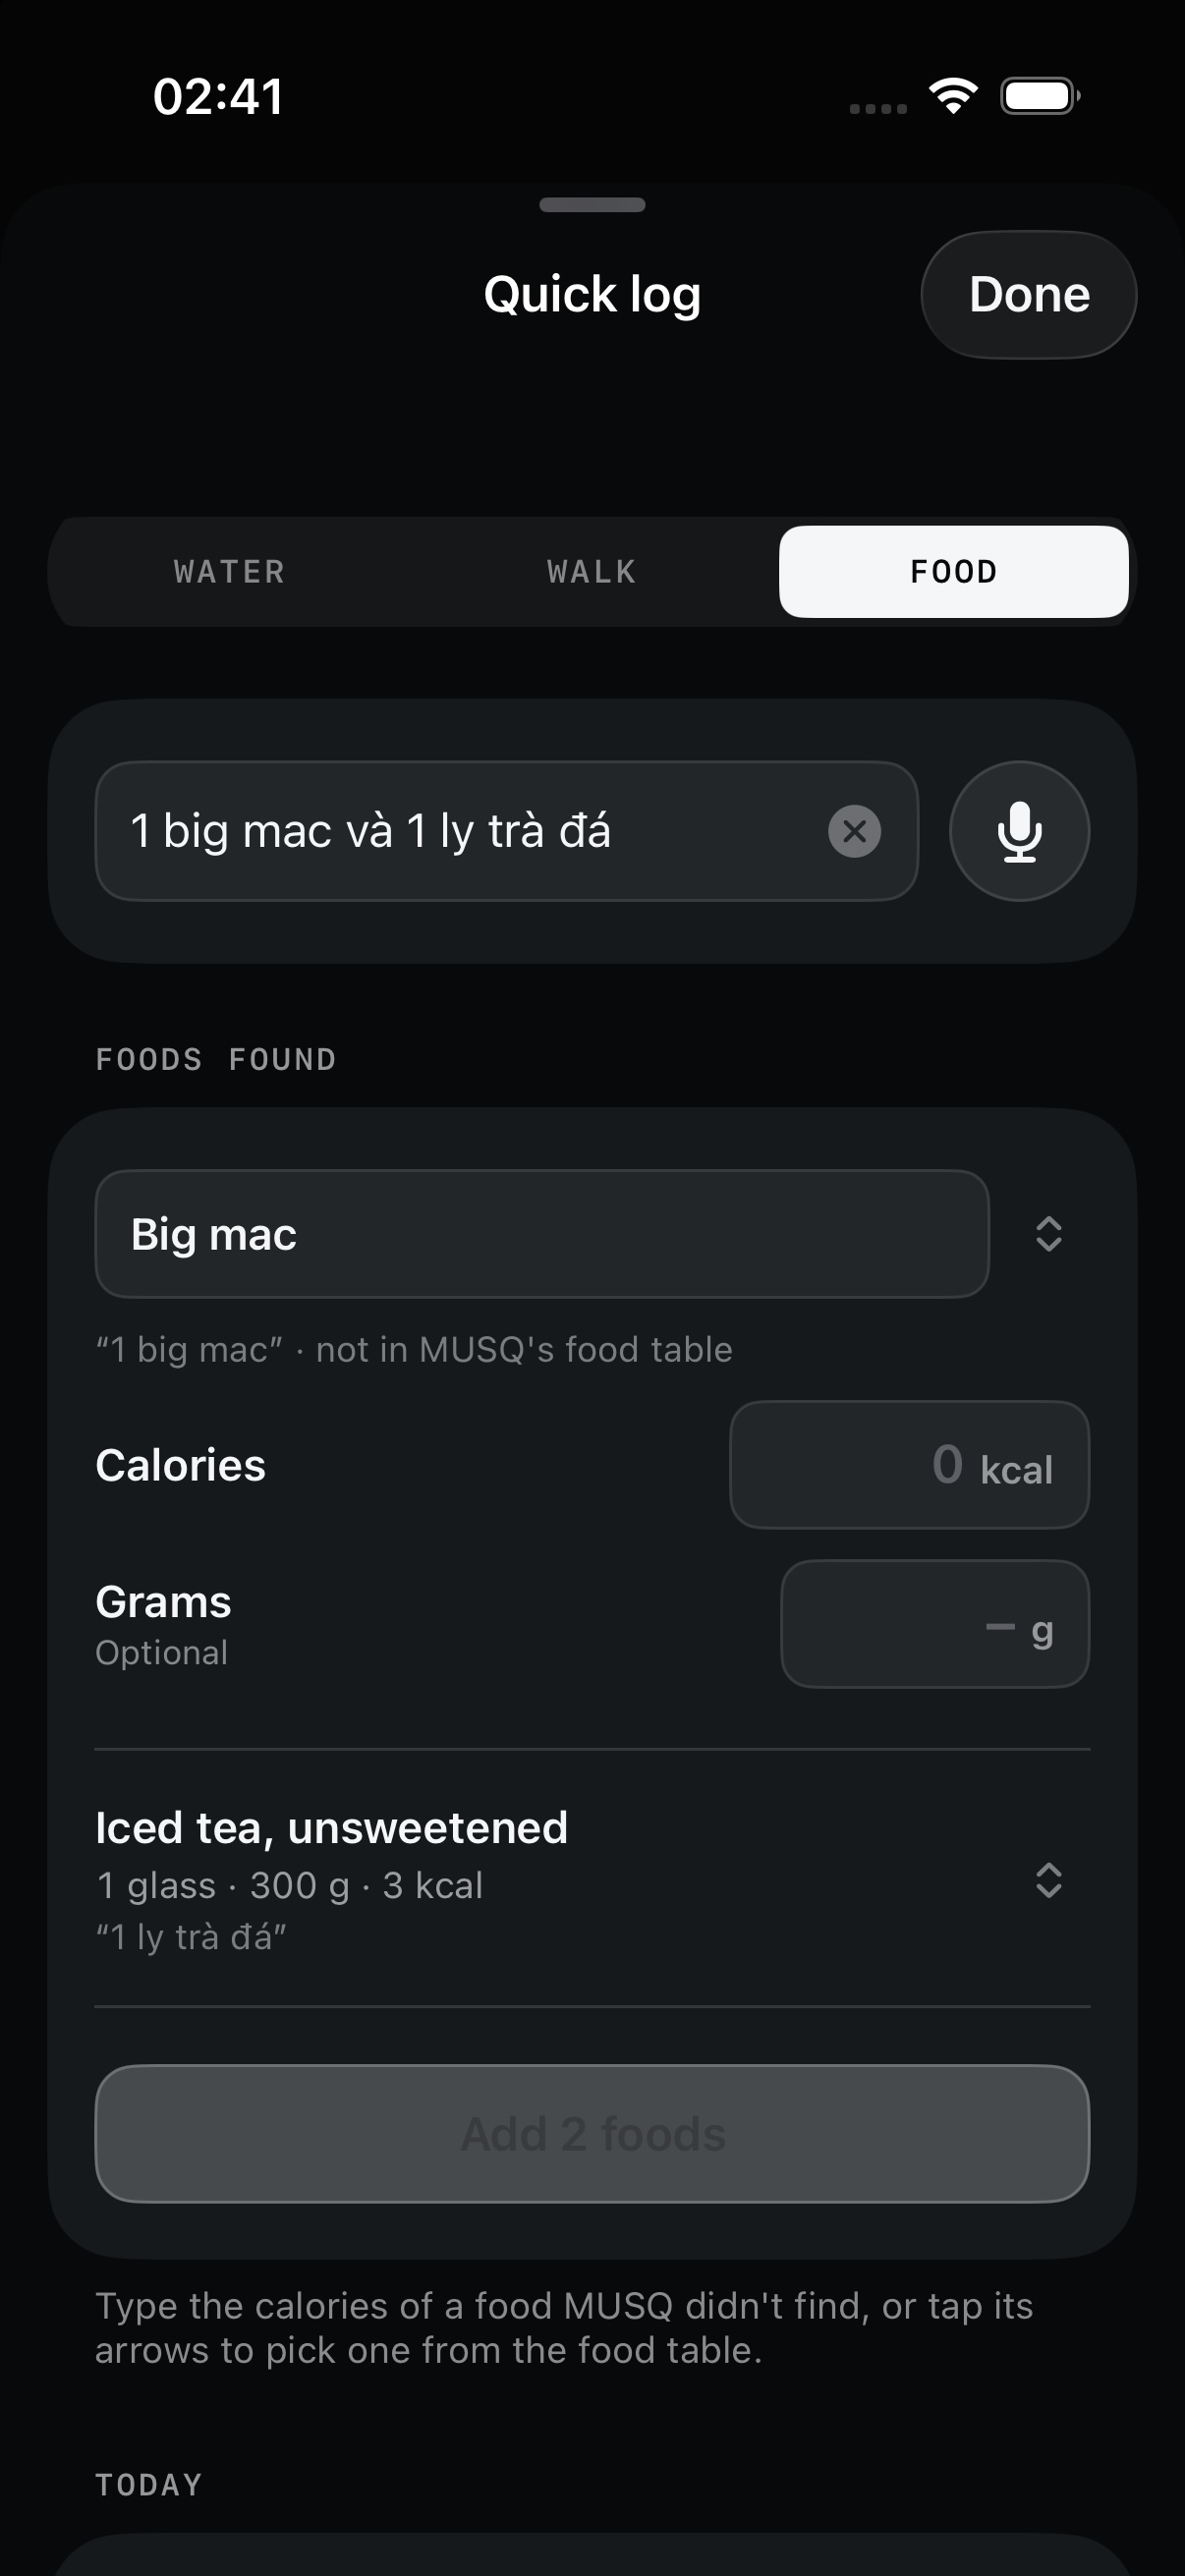 02:41
Quick log
Done
WATER
WALK
FOOD
1 big mac và 1 ly trà đá
FOODS FOUND
Big mac
“1 big mac” · not in MUSQ's food table
Calories
0 kcal
Grams
Optional
– g
Iced tea, unsweetened
1 glass · 300 g · 3 kcal
“1 ly trà đá”
Add 2 foods
Type the calories of a food MUSQ didn't find, or tap its
arrows to pick one from the food table.
TODAY